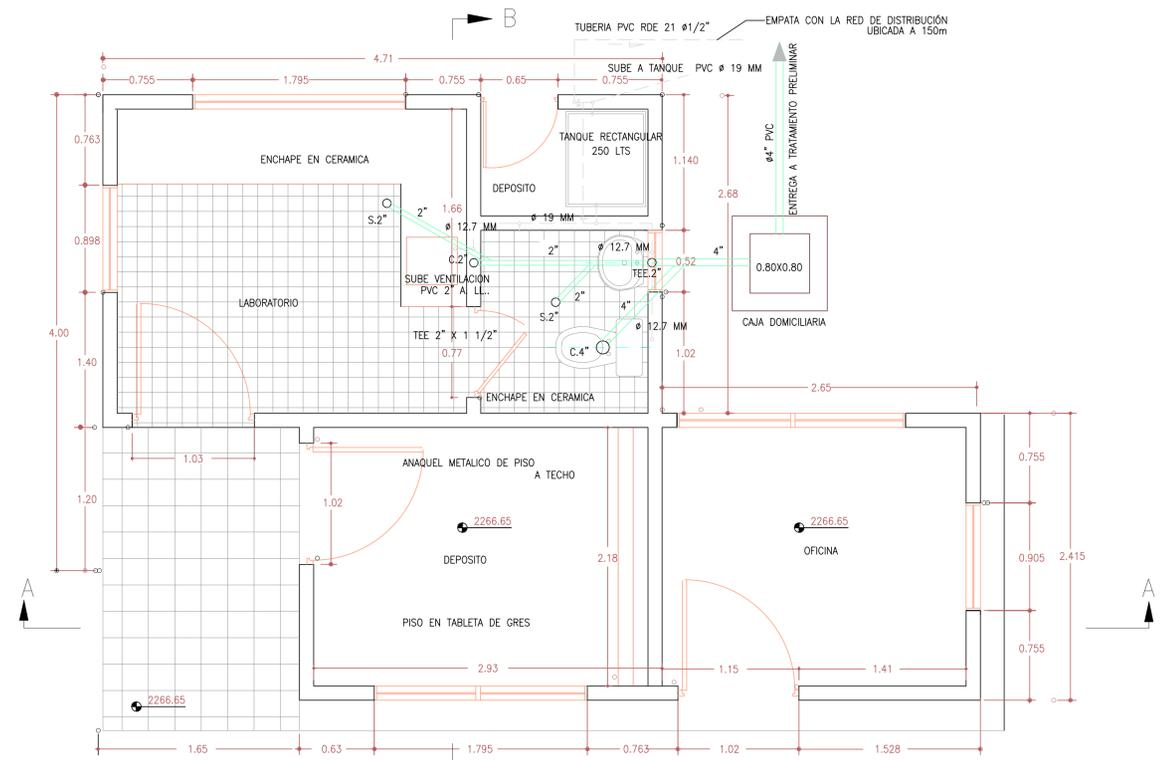 B
TUBERIA PVC RDE 21 ø1/2"
EMPATA CON LA RED DE DISTRIBUCIÓN
UBICADA A 150m
4.71
SUBE A TANQUE PVC ø 19 MM
0.755
1.795
0.755
0.65
0.755
ø4" PVC
ENTREGA A TRATAMIENTO PRELIMINAR
0.763
TANQUE RECTANGULAR
250 LTS
ENCHAPE EN CERAMICA
1.140
DEPOSITO
2.68
1.66
2"
S.2"
ø 19 MM
ø 12.7 MM
0.898
2"
ø 12.7 MM
4"
C.2"
0.52
TEE.2"
0.80X0.80
SUBE VENTILACION
PVC 2" A LL..
LABORATORIO
2"
4"
S.2"
CAJA DOMICILIARIA
ø 12.7 MM
4.00
TEE 2" X 1 1/2"
0.77
C.4"
1.02
1.40
2.65
ENCHAPE EN CERAMICA
1.03
ANAQUEL METALICO DE PISO
A TECHO
0.755
1.20
1.02
2266.65
2266.65
DEPOSITO
2.18
OFICINA
0.905
2.415
A
A
PISO EN TABLETA DE GRES
0.755
2.93
1.15
1.41
2266.65
1.65
0.63
1.795
0.763
1.02
1.528